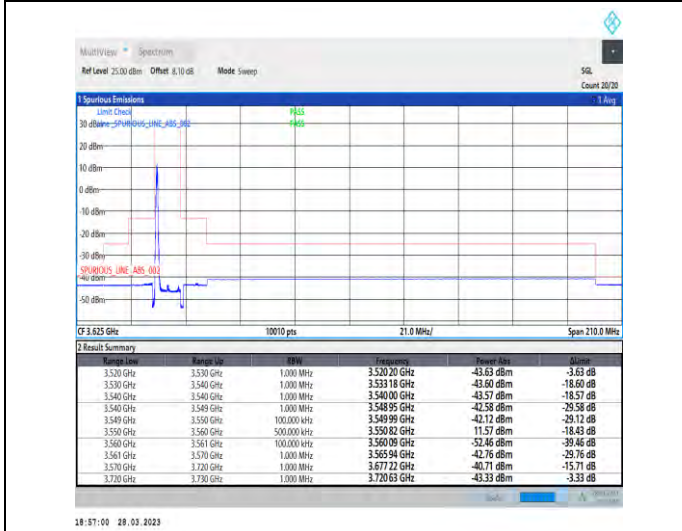 MultiView Spectrum
Ref Level 25.00 dBm Offset 8.10 dB Mode Sweep SGL
Count 20/20
1 Spurious Emissions 1 Avg
Limit Check PASS
30 dBm Line _SPURIOUS_LINE_ABS_002 PASS
20 dBm
10 dBm
0 dBm
-10 dBm
-20 dBm
-30 dBm
SPURIOUS_LINE_ABS_002
-40 dBm
-50 dBm
CF 3.625 GHz 10010 pts 21.0 MHz/ Span 210.0 MHz
2 Result Summary
Range Low Range Up RBW Frequency Power Abs ΔLimit
3.520 GHz 3.530 GHz 1.000 MHz 3.520 20 GHz -43.63 dBm -3.63 dB
3.530 GHz 3.540 GHz 1.000 MHz 3.533 18 GHz -43.60 dBm -18.60 dB
3.540 GHz 3.540 GHz 1.000 MHz 3.540 00 GHz -43.57 dBm -18.57 dB
3.540 GHz 3.549 GHz 1.000 MHz 3.548 95 GHz -42.58 dBm -29.58 dB
3.549 GHz 3.550 GHz 100.000 kHz 3.549 99 GHz -42.12 dBm -29.12 dB
3.550 GHz 3.560 GHz 500.000 kHz 3.550 82 GHz 11.57 dBm -18.43 dB
3.560 GHz 3.561 GHz 100.000 kHz 3.560 09 GHz -52.46 dBm -39.46 dB
3.561 GHz 3.570 GHz 1.000 MHz 3.565 94 GHz -42.76 dBm -29.76 dB
3.570 GHz 3.720 GHz 1.000 MHz 3.677 22 GHz -40.71 dBm -15.71 dB
3.720 GHz 3.730 GHz 1.000 MHz 3.720 63 GHz -43.33 dBm -3.33 dB
18:57:00 28.03.2023